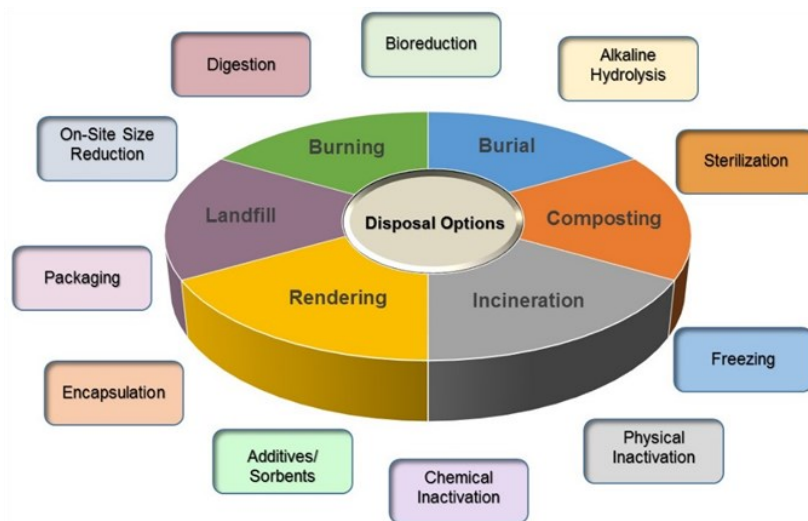 Bioreduction
Digestion
Alkaline
Hydrolysis
On-Site Size
Reduction
Burning
Burial
Sterilization
Landfill
Disposal Options
Composting
Packaging
Rendering
Incineration
Freezing
Encapsulation
Additives/
Sorbents
Chemical
Inactivation
Physical
Inactivation